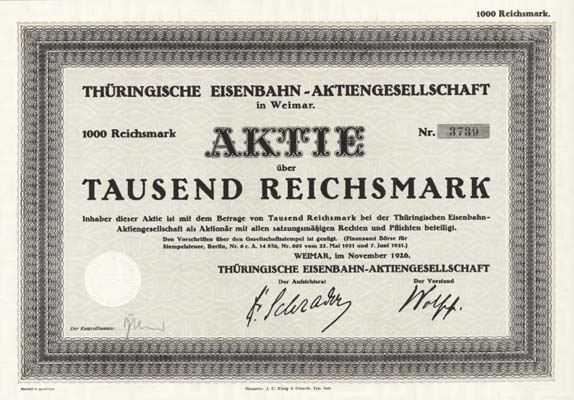 1000 Reichsmark.
THÜRINGISCHE EISENBAHN-AKTIENGESELLSCHAFT
in Weimar.
1000 Reichsmark AKTIE Nr. 3739
über
TAUSEND REICHSMARK
Inhaber dieser Aktie ist mit dem Betrage von Tausend Reichsmark bei der Thüringischen Eisenbahn-
Aktiengesellschaft als Aktionär mit allen satzungsmäßigen Rechten und Pflichten beteiligt.
Den Vorschriften über den Gesellschaftsstempel ist genügt. (Finanzamt Börse für
Stempelsteuer, Berlin, Nr. 6 c. A. 14 856, Nr. 695 vom 23. Mai 1921 und 7. Juni 1921.)
WEIMAR, im November 1926.
THÜRINGISCHE EISENBAHN-AKTIENGESELLSCHAFT
Der Aufsichtsrat Der Vorstand
Schrader Wolff.
Der Kontrollbeamte:
Hannover. J. C. König & Ebhardt,